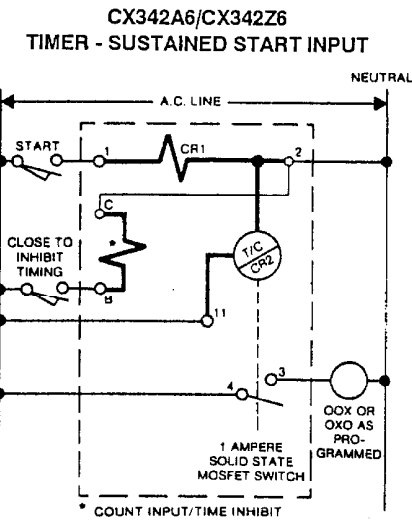 CX342A6/CX342Z6
TIMER - SUSTAINED START INPUT
NEUTRAL
A.C. LINE
START
1
CR1
2
C
CLOSE TO
INHIBIT
TIMING
*
T/C
CR2
B
11
3
4
OOX OR
OXO AS
PRO-
GRAMMED
1 AMPERE
SOLID STATE
MOSFET SWITCH
* COUNT INPUT/TIME INHIBIT